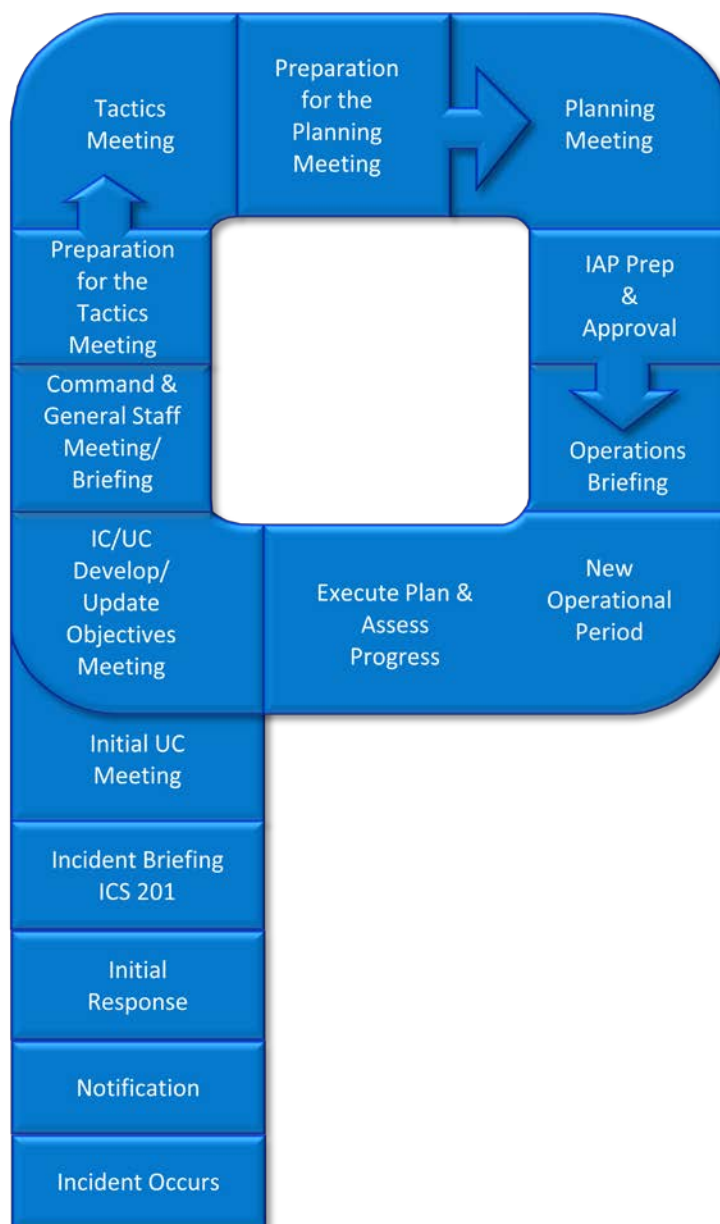 Tactics
Meeting
Preparation
for the
Planning
Meeting
Planning
Meeting
Preparation
for the
Tactics
Meeting
IAP Prep
&
Approval
Command &
General Staff
Meeting/
Briefing
Operations
Briefing
IC/UC
Develop/
Update
Objectives
Meeting
Execute Plan &
Assess
Progress
New
Operational
Period
Initial UC
Meeting
Incident Briefing
ICS 201
Initial
Response
Notification
Incident Occurs